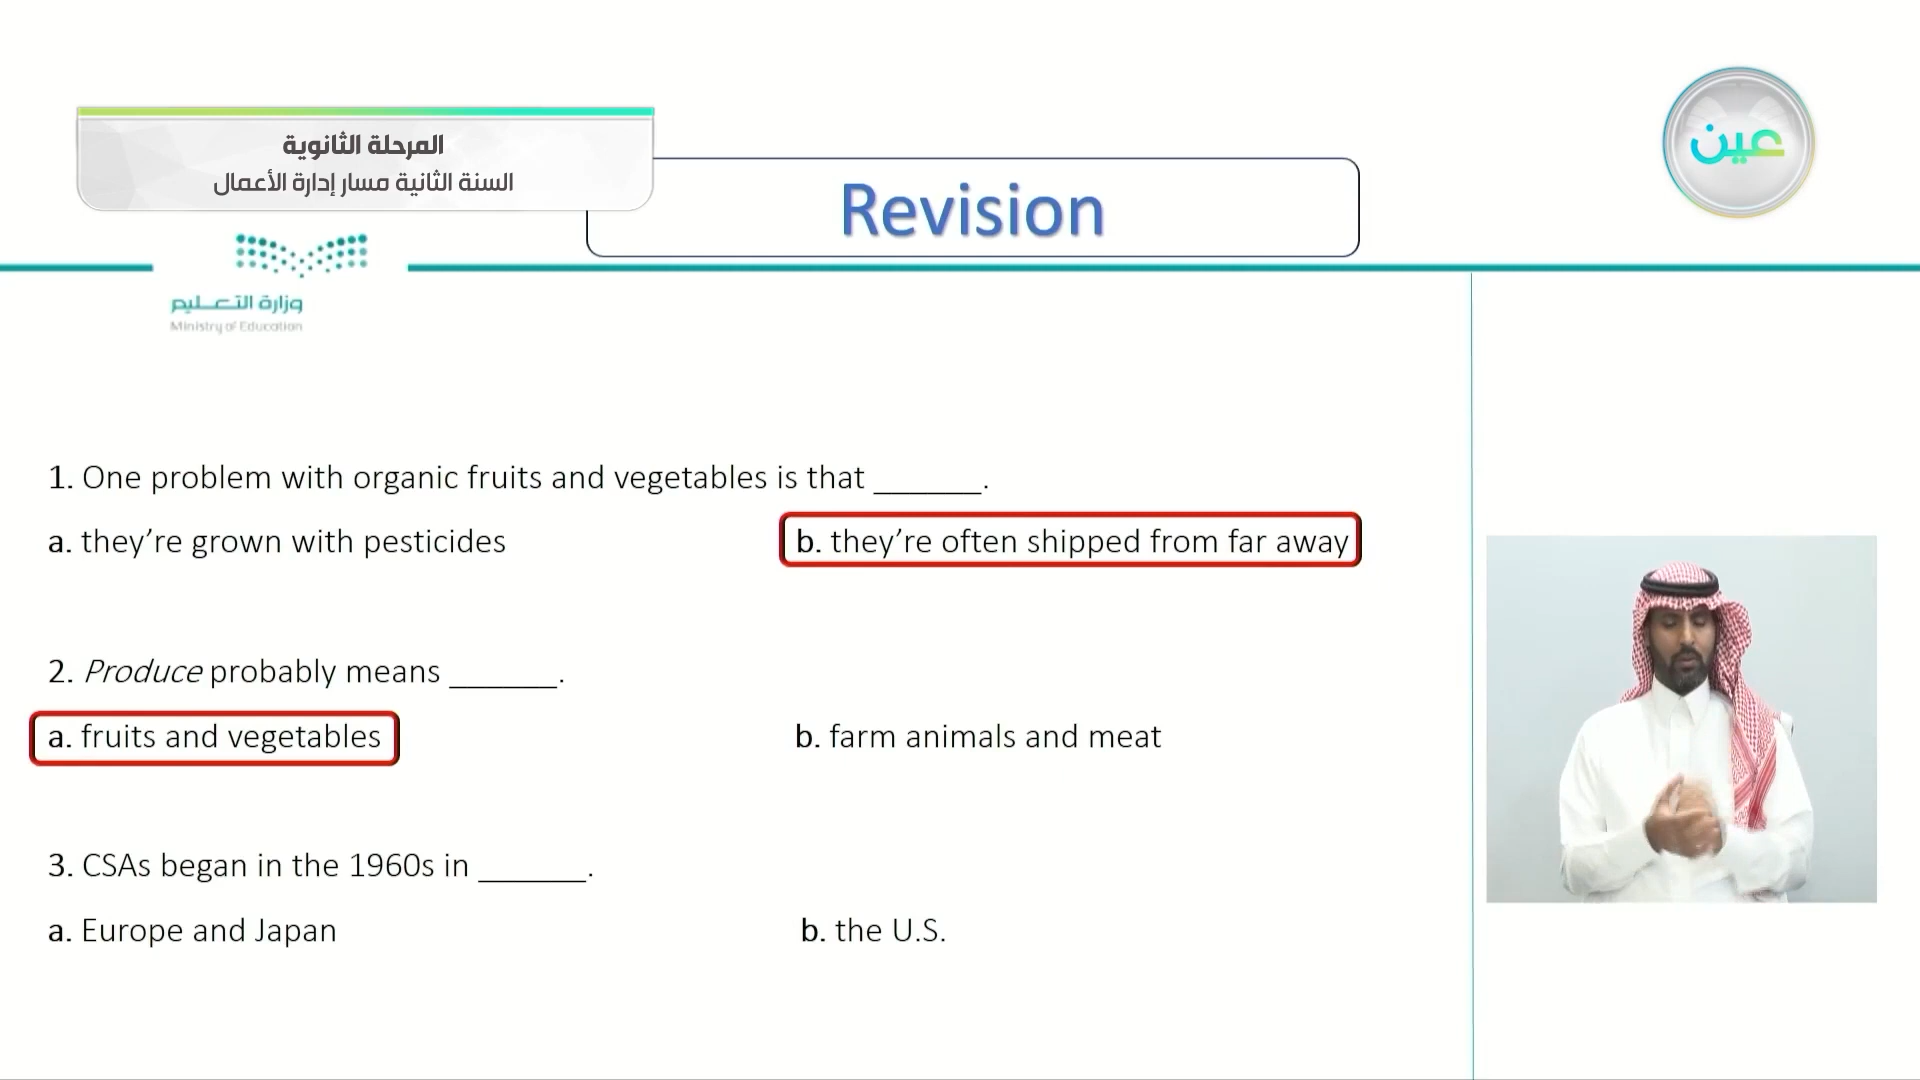 المرحلة الثانوية
السنة الثانية مسار إدارة الأعمال
عين
Revision
وزارة التعليم
Ministry of Education
1. One problem with organic fruits and vegetables is that ______.
a. they’re grown with pesticides
b. they’re often shipped from far away
2. Produce probably means ______.
a. fruits and vegetables
b. farm animals and meat
3. CSAs began in the 1960s in ______.
a. Europe and Japan
b. the U.S.